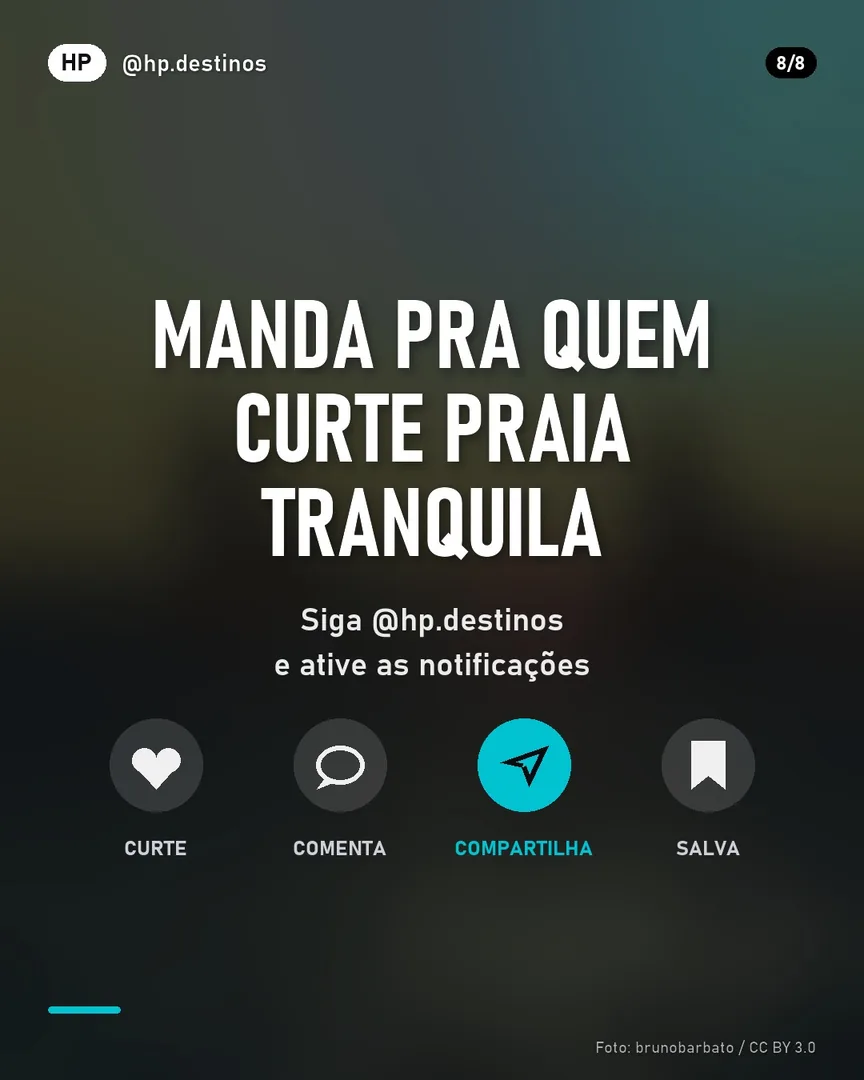 HP @hp.destinos 8/8
MANDA PRA QUEM
CURTE PRAIA
TRANQUILA
Siga @hp.destinos
e ative as notificações
CURTE COMENTA COMPARTILHA SALVA
Foto: brunobarbato / CC BY 3.0